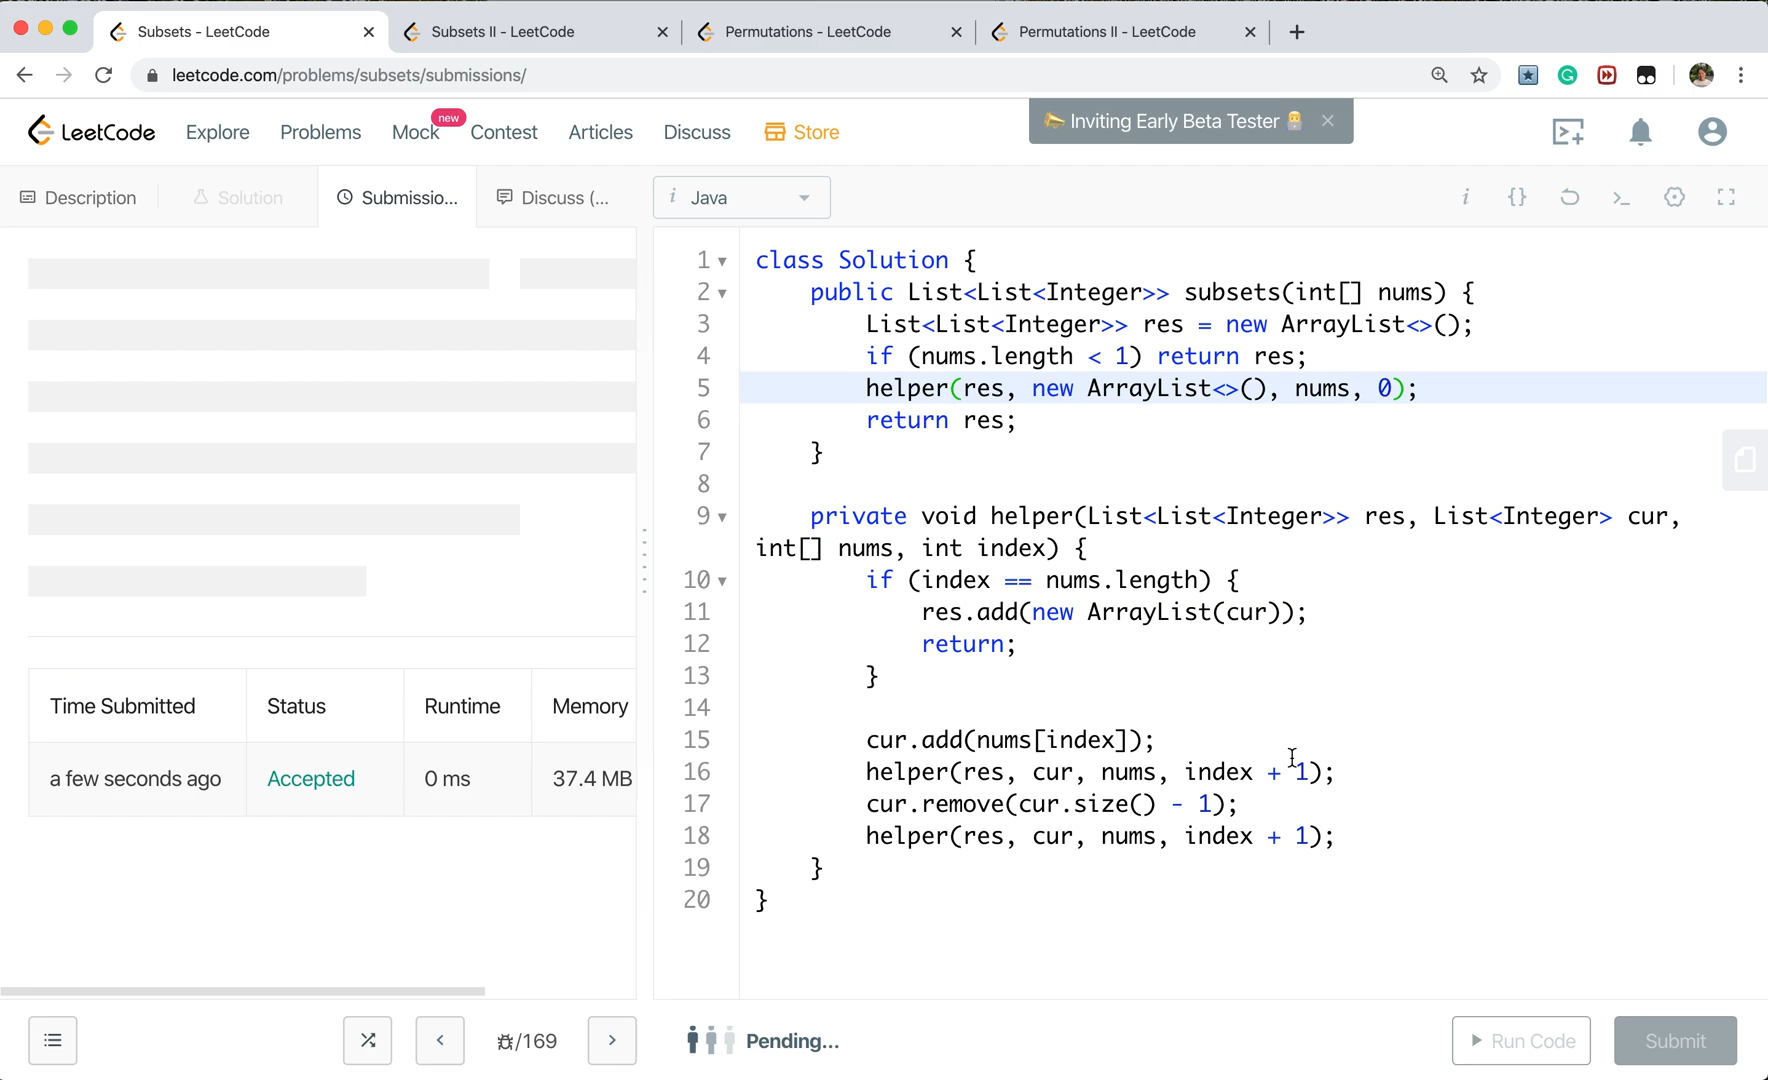 Subsets - LeetCode
Subsets II - LeetCode
Permutations - LeetCode
Permutations II - LeetCode
leetcode.com/problems/subsets/submissions/
LeetCode
Explore
Problems
Mock
new
Contest
Articles
Discuss
Store
Inviting Early Beta Tester
Description
Solution
Submissio...
Discuss (...
i Java
1 class Solution {
2 public List<List<Integer>> subsets(int[] nums) {
3 List<List<Integer>> res = new ArrayList<>();
4 if (nums.length < 1) return res;
5 helper(res, new ArrayList<>(), nums, 0);
6 return res;
7 }
8
9 private void helper(List<List<Integer>> res, List<Integer> cur,
int[] nums, int index) {
10 if (index == nums.length) {
11 res.add(new ArrayList(cur));
12 return;
13 }
14
15 cur.add(nums[index]);
16 helper(res, cur, nums, index + 1);
17 cur.remove(cur.size() - 1);
18 helper(res, cur, nums, index + 1);
19 }
20 }
Time Submitted Status Runtime Memory
a few seconds ago Accepted 0 ms 37.4 MB
/169
Pending...
Run Code
Submit